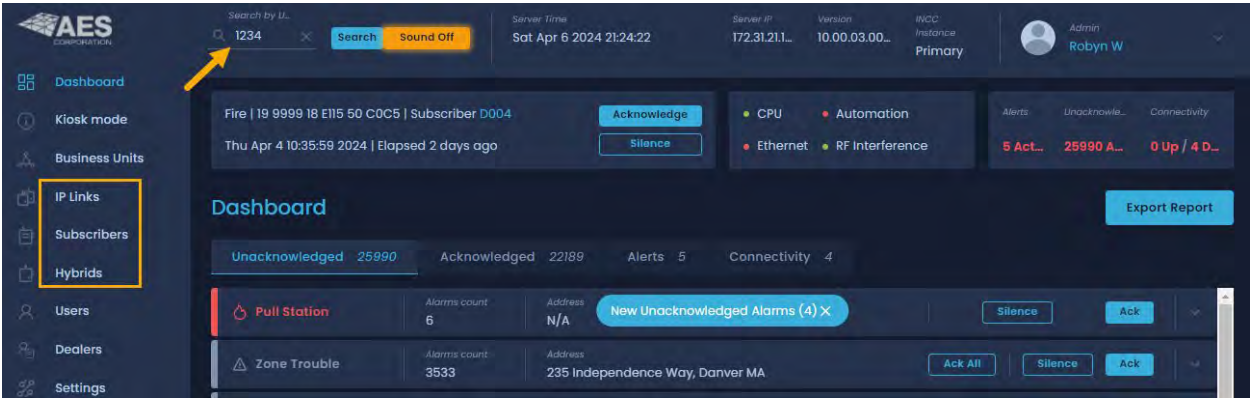 AES
CORPORATION
Search by U...
1234
Search
Sound Off
Server Time
Sat Apr 6 2024 21:24:22
Server IP
172.31.21.1...
Version
10.00.03.00...
INCC
Instance
Primary
Admin
Robyn W
Dashboard
Kiosk mode
Business Units
IP Links
Subscribers
Hybrids
Users
Dealers
Settings
Fire | 19 9999 18 E115 50 C0C5 | Subscriber D004
Thu Apr 4 10:35:59 2024 | Elapsed 2 days ago
Acknowledge
Silence
CPU
Automation
Ethernet
RF Interference
Alerts
Unacknowle...
Connectivity
5 Act...
25990 A...
0 Up / 4 D...
Dashboard
Export Report
Unacknowledged 25990
Acknowledged 22189
Alerts 5
Connectivity 4
Pull Station
Alarms count
6
Address
N/A
New Unacknowledged Alarms (4) X
Silence
Ack
Zone Trouble
Alarms count
3533
Address
235 Independence Way, Danver MA
Ack All
Silence
Ack